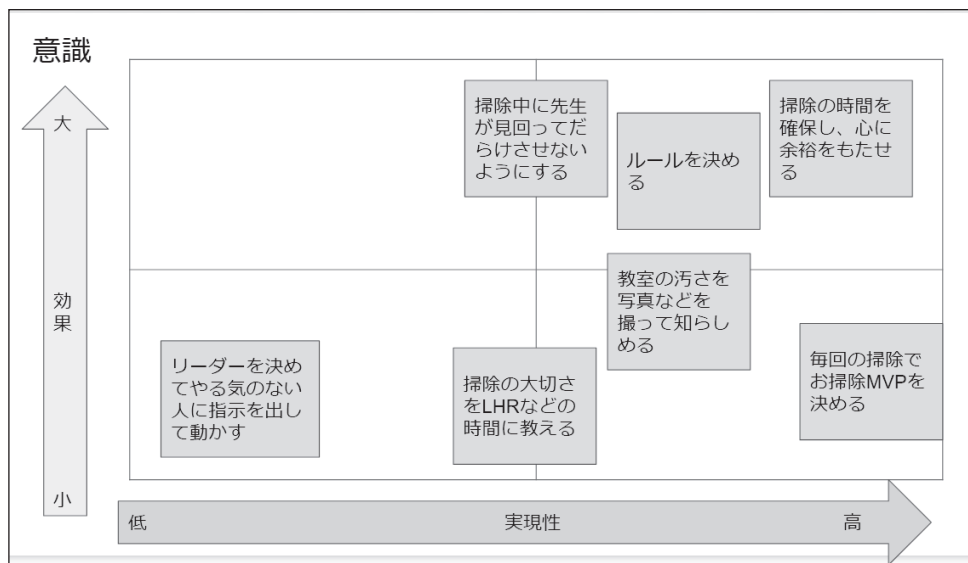 意識
大
効
果
小
掃除中に先生
が見回ってだ
らけさせない
ようにする
ルールを決め
る
掃除の時間を
確保し、心に
余裕をもたせ
る
教室の汚さを
写真などを
撮って知らし
める
リーダーを決め
てやる気のない
人に指示を出し
て動かす
掃除の大切さ
をLHRなどの
時間に教える
毎回の掃除で
お掃除MVPを
決める
低
実現性
高